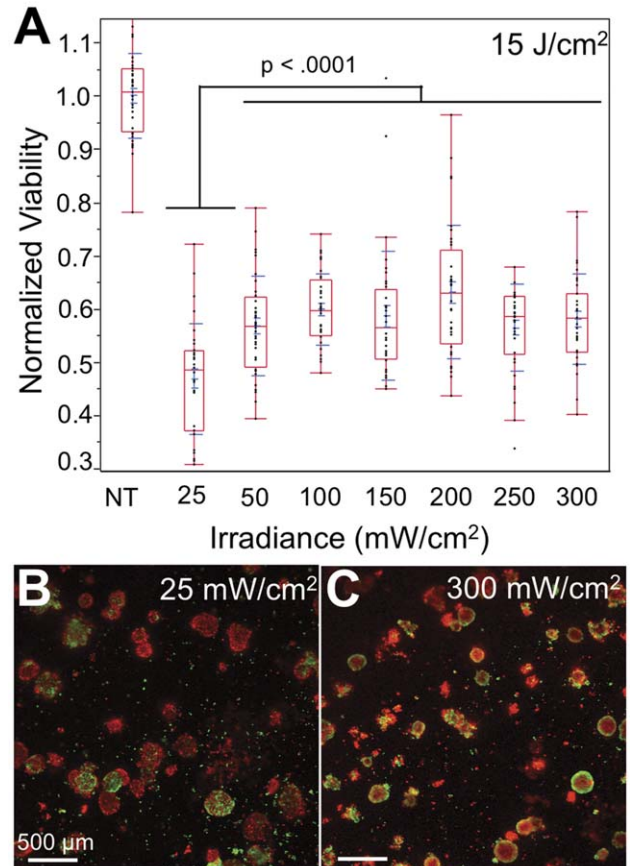 A
15 J/cm²
p < .0001
Normalized Viability
1.1
1.0
0.9
0.8
0.7
0.6
0.5
0.4
0.3
NT 25 50 100 150 200 250 300
Irradiance (mW/cm²)
B 25 mW/cm²
C 300 mW/cm²
500 µm